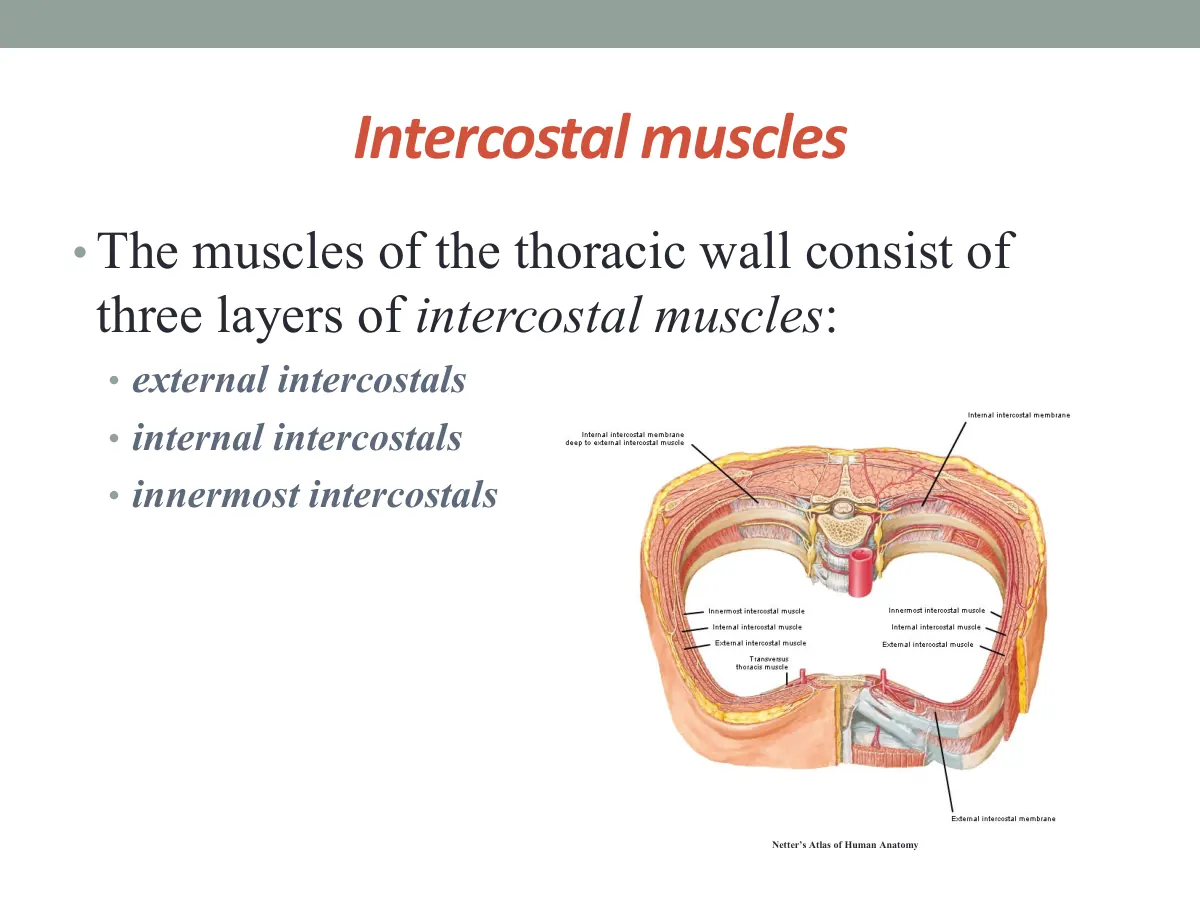 Intercostal muscles
• The muscles of the thoracic wall consist of
three layers of intercostal muscles:
• external intercostals
• internal intercostals
• innermost intercostals
Internal intercostal membrane
Internal intercostal membrane
deep to external intercostal muscle
Innermost intercostal muscle
Internal intercostal muscle
External intercostal muscle
Transversus
thoracis muscle
Innermost intercostal muscle
Internal intercostal muscle
External intercostal muscle
External intercostal membrane
Netter's Atlas of Human Anatomy